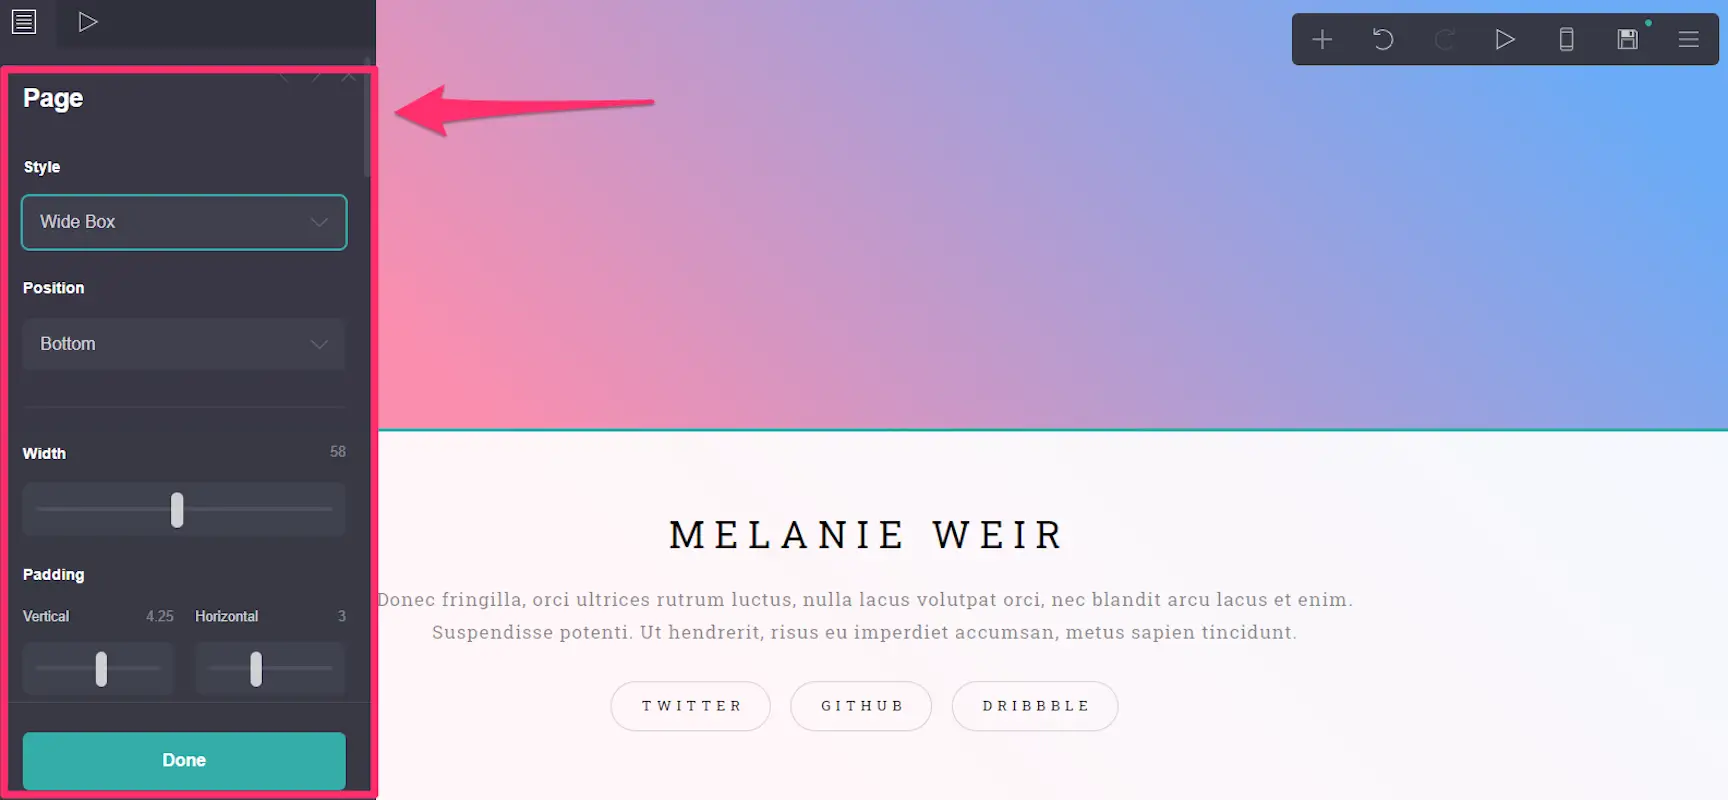 Page
Style
Wide Box
Position
Bottom
Width 58
Padding
Vertical 4.25 Horizontal 3
Done
MELANIE WEIR
Donec fringilla, orci ultrices rutrum luctus, nulla lacus volutpat orci, nec blandit arcu lacus et enim.
Suspendisse potenti. Ut hendrerit, risus eu imperdiet accumsan, metus sapien tincidunt.
TWITTER GITHUB DRIBBBLE